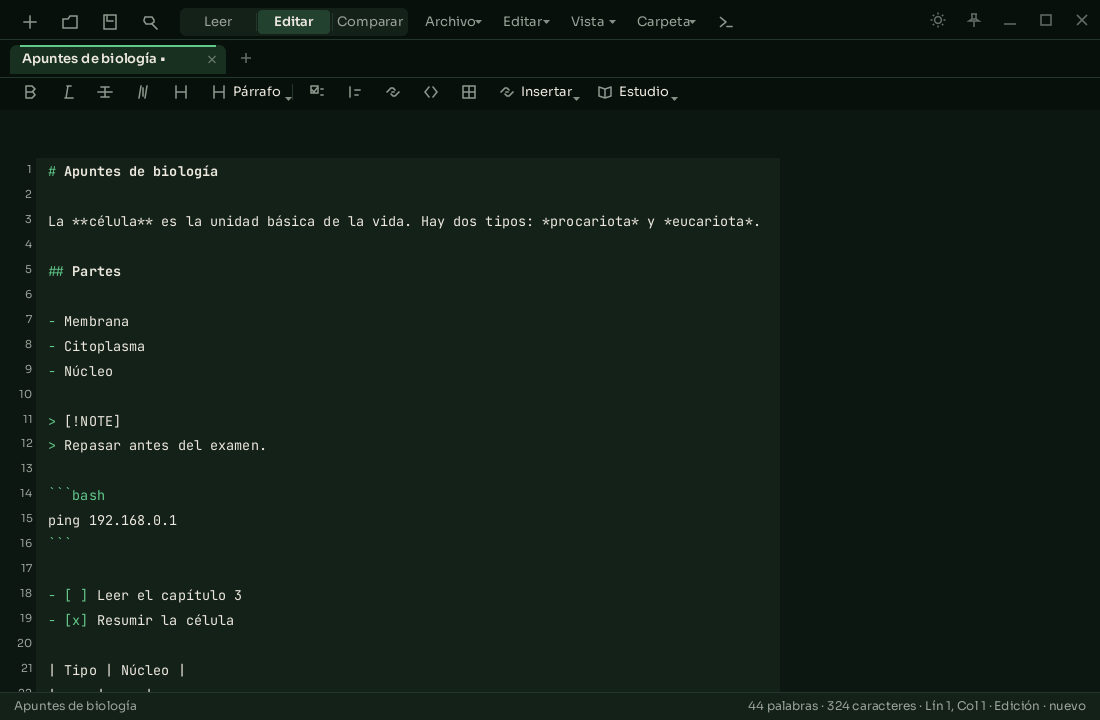 Leer Editar Comparar Archivo Editar Vista Carpeta
Apuntes de biología •
Párrafo Insertar Estudio
1 # Apuntes de biología
2
3 La **célula** es la unidad básica de la vida. Hay dos tipos: *procariota* y *eucariota*.
4
5 ## Partes
6
7 - Membrana
8 - Citoplasma
9 - Núcleo
10
11 > [!NOTE]
12 > Repasar antes del examen.
13
14 ```bash
15 ping 192.168.0.1
16 ```
17
18 - [ ] Leer el capítulo 3
19 - [x] Resumir la célula
20
21 | Tipo | Núcleo |
Apuntes de biología 44 palabras · 324 caracteres · Lín 1, Col 1 · Edición · nuevo